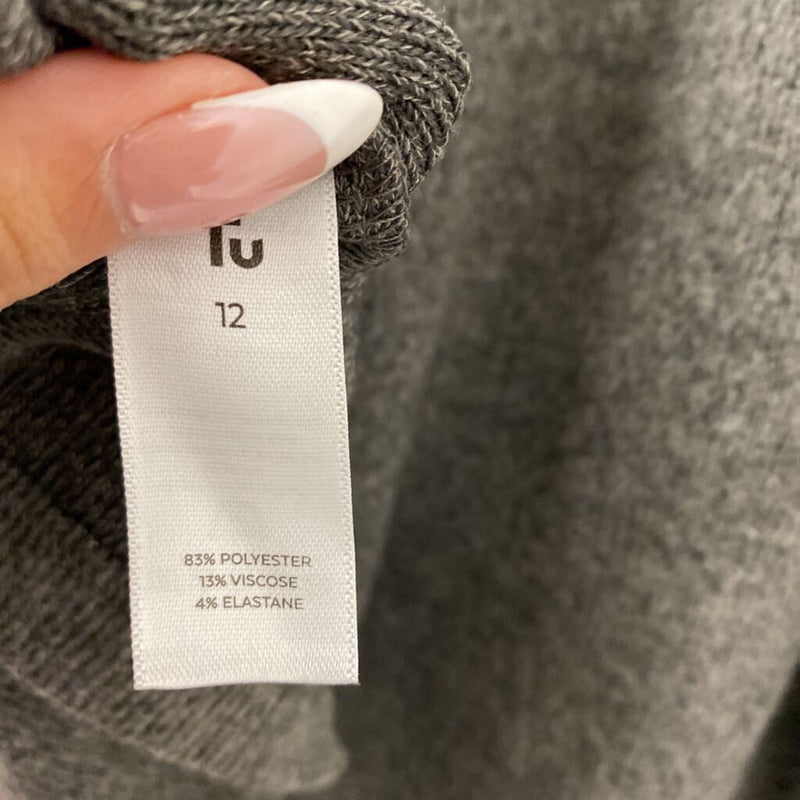 12
83% POLYESTER
13% VISCOSE
4% ELASTANE